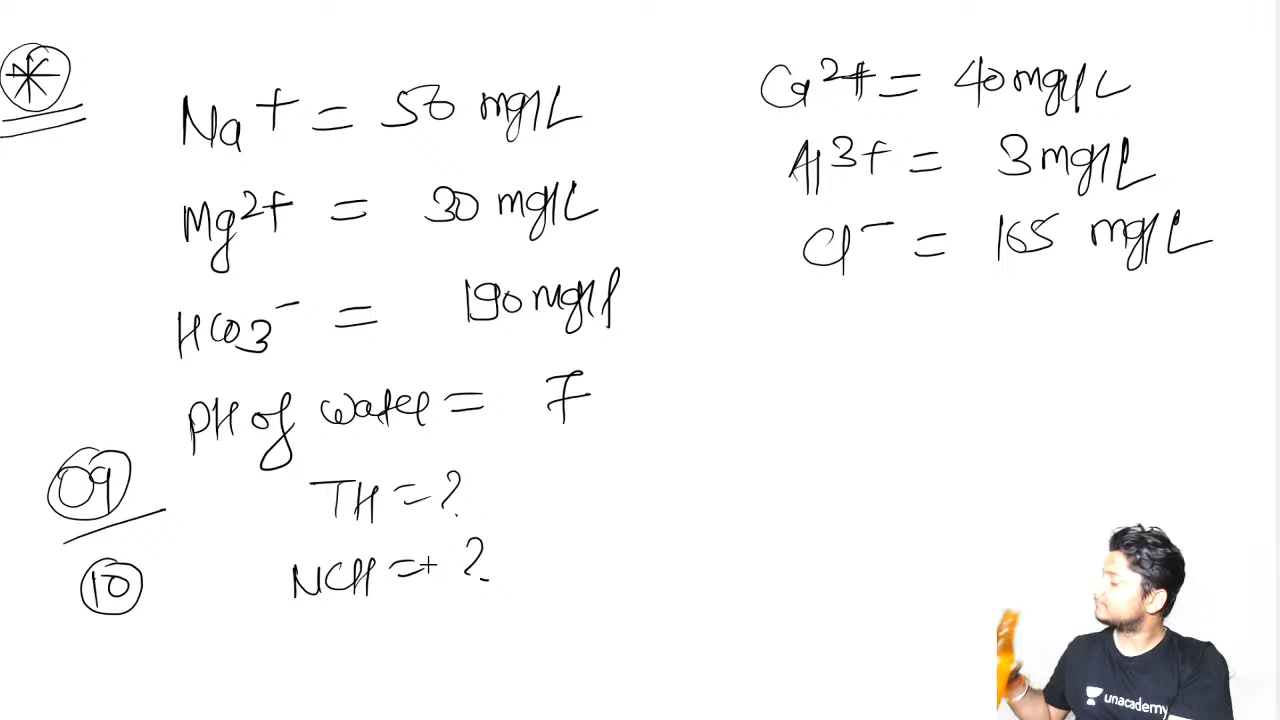 Na+ = 56 mg/L
Mg2+ = 30 mg/L
HCO3- = 190 mg/l
PH of water = 7
09
TH = ?
10
NCH = ?
Ca2+ = 40 mg/L
Al3+ = 3 mg/L
Cl- = 165 mg/L
unacademy